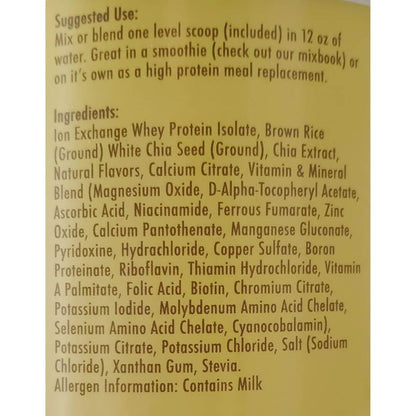 Suggested Use:
Mix or blend one level scoop (included) in 12 oz of
water. Great in a smoothie (check out our mixbook) or
on it's own as a high protein meal replacement.
Ingredients:
Ion Exchange Whey Protein Isolate, Brown Rice
(Ground) White Chia Seed (Ground), Chia Extract,
Natural Flavors, Calcium Citrate, Vitamin & Mineral
Blend (Magnesium Oxide, D-Alpha-Tocopheryl Acetate,
Ascorbic Acid, Niacinamide, Ferrous Fumarate, Zinc
Oxide, Calcium Pantothenate, Manganese Gluconate,
Pyridoxine, Hydrachloride, Copper Sulfate, Boron
Proteinate, Riboflavin, Thiamin Hydrochloride, Vitamin
A Palmitate, Folic Acid, Biotin, Chromium Citrate,
Potassium Iodide, Molybdenum Amino Acid Chelate,
Selenium Amino Acid Chelate, Cyanocobalamin),
Potassium Citrate, Potassium Chloride, Salt (Sodium
Chloride), Xanthan Gum, Stevia.
Allergen Information: Contains Milk